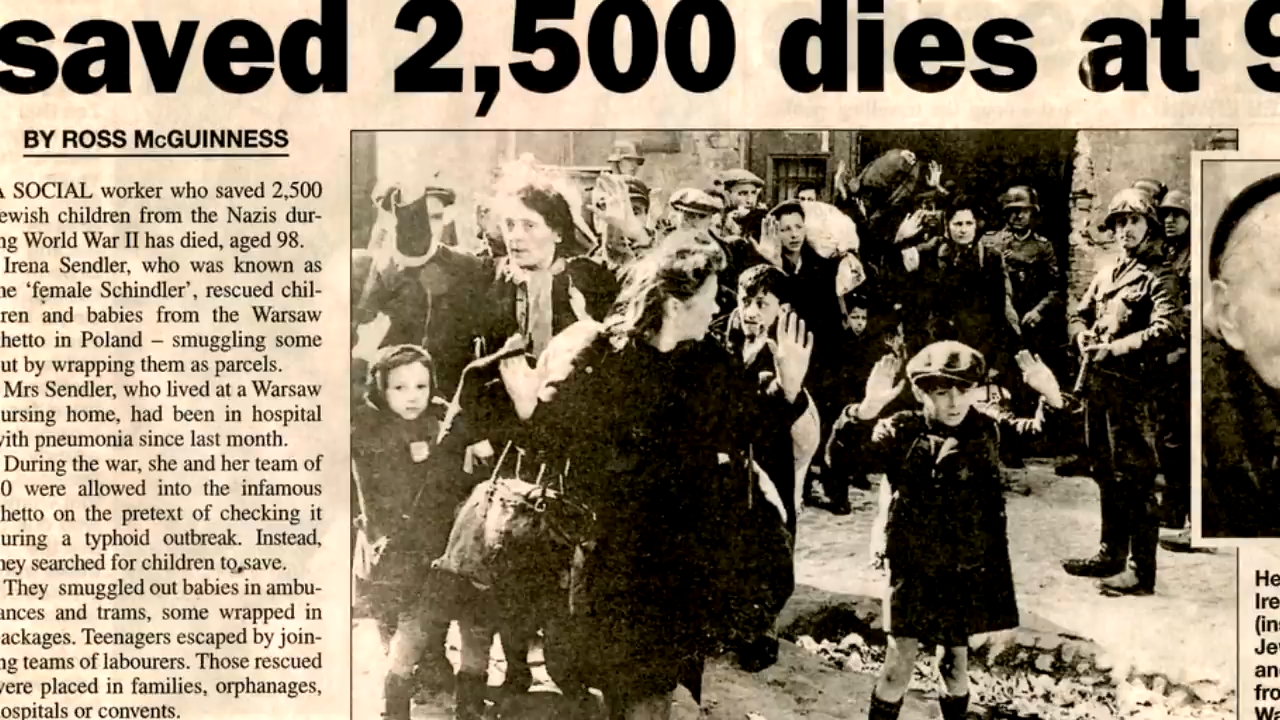 saved 2,500 dies at 9
BY ROSS McGUINNESS
A SOCIAL worker who saved 2,500
ewish children from the Nazis dur-
ng World War II has died, aged 98.
Irena Sendler, who was known as
he ‘female Schindler’, rescued chil-
ren and babies from the Warsaw
hetto in Poland – smuggling some
ut by wrapping them as parcels.
Mrs Sendler, who lived at a Warsaw
ursing home, had been in hospital
with pneumonia since last month.
During the war, she and her team of
0 were allowed into the infamous
hetto on the pretext of checking it
uring a typhoid outbreak. Instead,
hey searched for children to save.
They smuggled out babies in ambu-
ances and trams, some wrapped in
ackages. Teenagers escaped by join-
ng teams of labourers. Those rescued
were placed in families, orphanages,
ospitals or convents.
He
Ire
(ins
Jew
and
fro
Wa